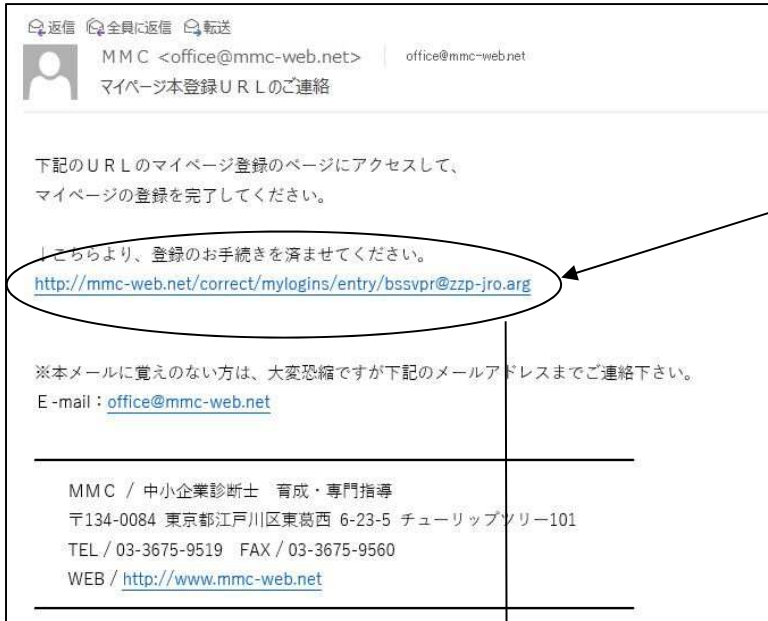 返信 全員に返信 転送
ＭＭＣ <office@mmc-web.net> office@mmc-web.net
マイページ本登録ＵＲＬのご連絡
下記のＵＲＬのマイページ登録のページにアクセスして、
マイページの登録を完了してください。
↓こちらより、登録のお手続きを済ませてください。
http://mmc-web.net/correct/mylogins/entry/bssvpr@zzp-jro.arg
※本メールに覚えのない方は、大変恐縮ですが下記のメールアドレスまでご連絡下さい。
Ｅ-mail：office@mmc-web.net
ＭＭＣ / 中小企業診断士　育成・専門指導
〒134-0084 東京都江戸川区東葛西 6-23-5 チューリップツリー101
TEL / 03-3675-9519　FAX / 03-3675-9560
WEB / http://www.mmc-web.net